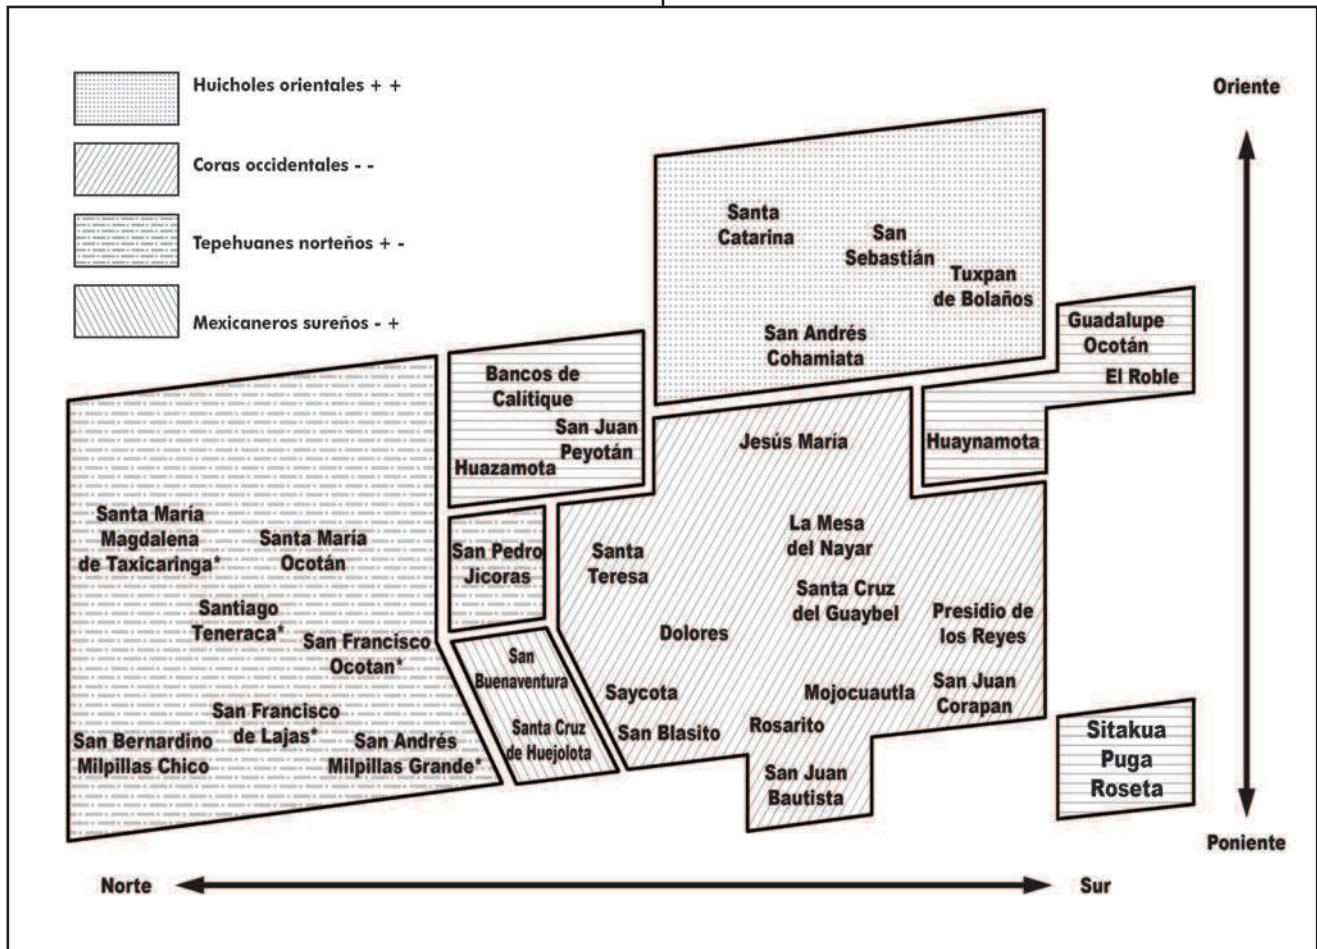 Huicholes orientales + +
Coras occidentales - -
Tepehuanes norteños + -
Mexicaneros sureños - +
Oriente
Santa
Catarina
San
Sebastián
Tuxpan
de Bolaños
San Andrés
Cohamiata
Guadalupe
Ocotán
El Roble
Huaynamota
Bancos de
Calitique
San Juan
Peyotán
Huazamota
Jesús María
Santa María
Magdalena
de Taxicaringa*
Santa María
Ocotán
Santiago
Teneraca*
San Francisco
Ocotan*
San Francisco
de Lajas*
San Bernardino
Milpillas Chico
San Andrés
Milpillas Grande*
San Pedro
Jicoras
San
Buenaventura
Santa Cruz
de Huejolota
Santa
Teresa
La Mesa
del Nayar
Santa Cruz
del Guaybel
Presidio de
los Reyes
Dolores
Saycota
Mojocuautla
San Juan
Corapan
San Blasito
Rosarito
San Juan
Bautista
Sitakua
Puga
Roseta
Poniente
Norte
Sur